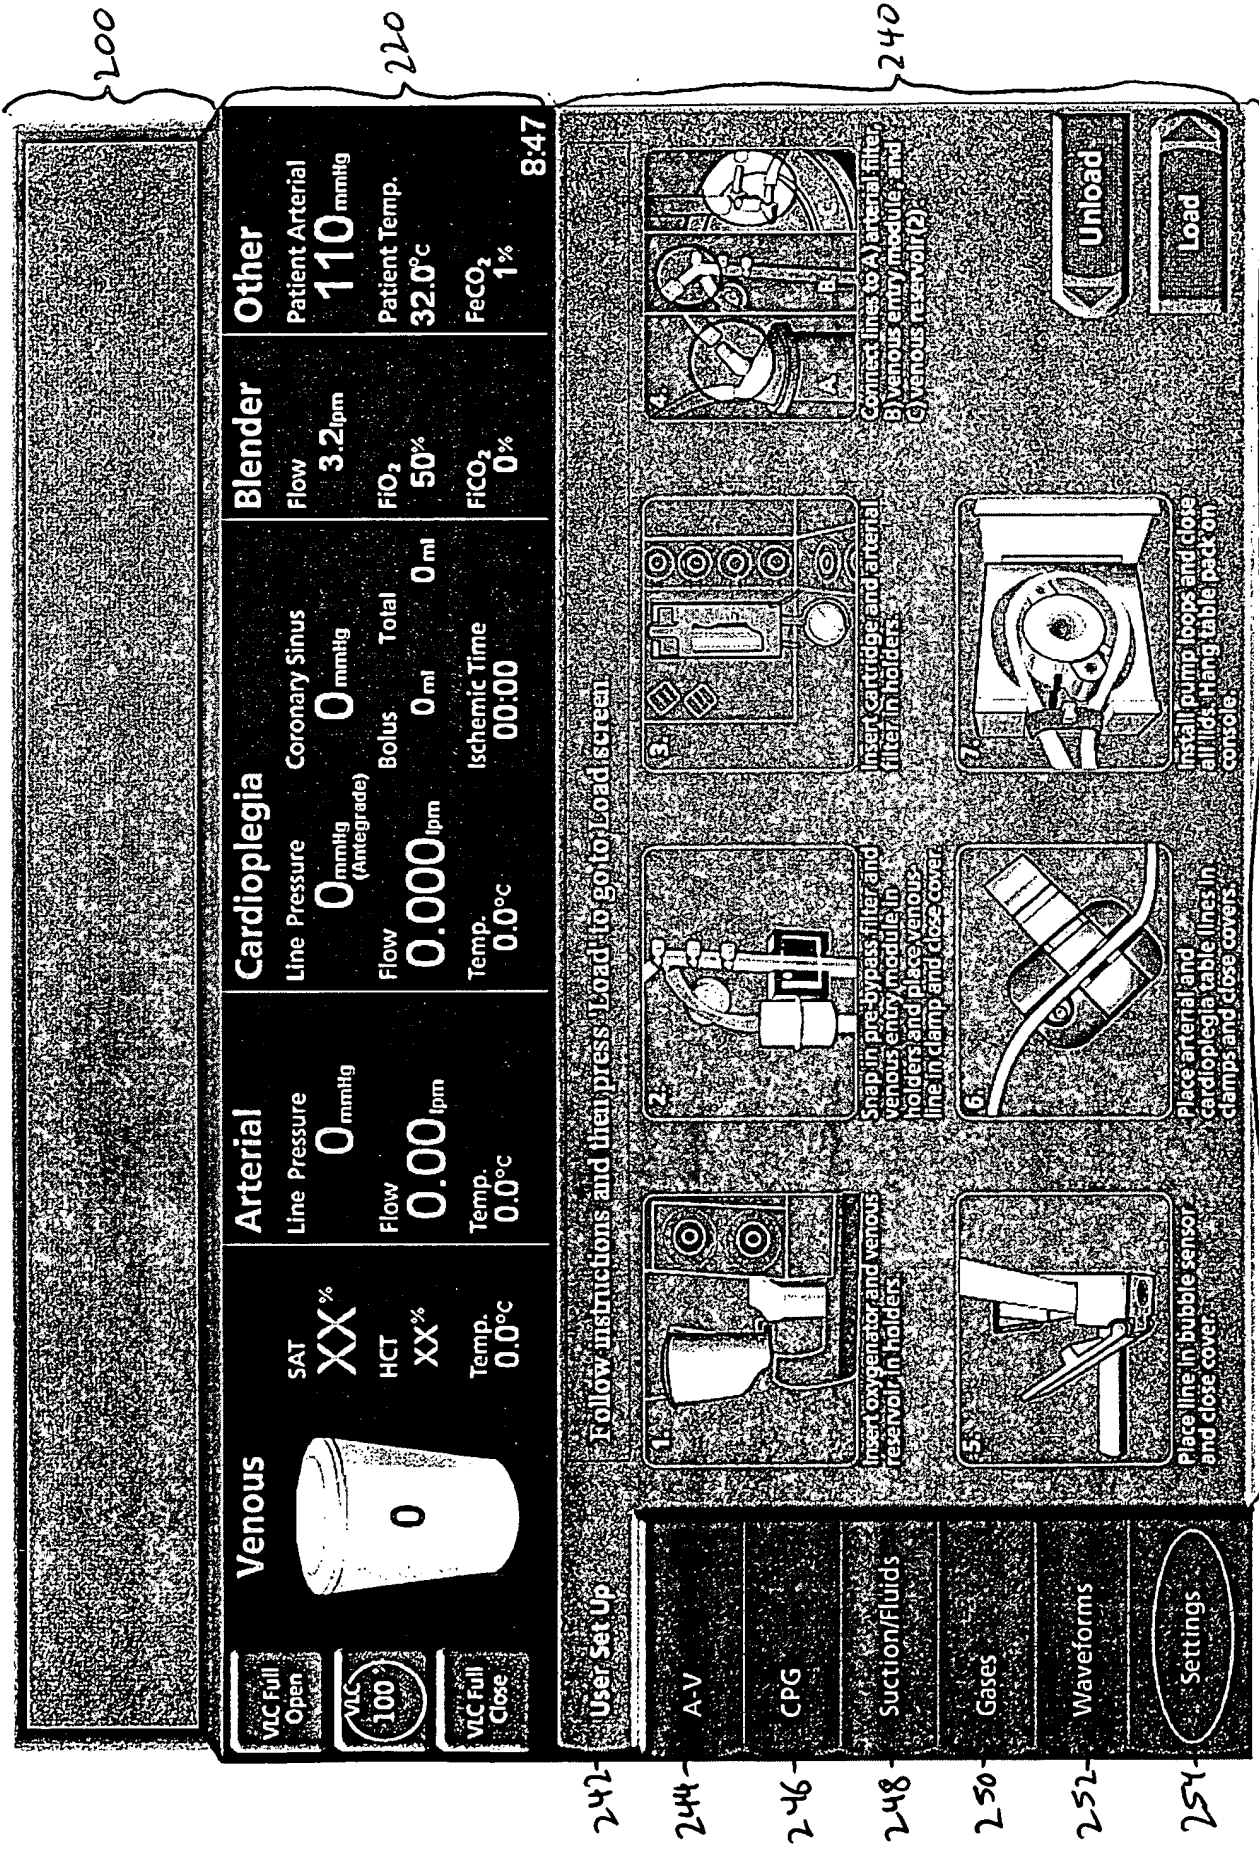 200
220
240
VLC Full
Open
VLC
100°
VLC Full
Close
Venous
0
SAT
XX%
HCT
XX%
Temp.
0.0°C
Arterial
Line Pressure
0mmHg
Flow
0.00lpm
Temp.
0.0°C
Cardioplegia
Line Pressure
0mmHg
(Antegrade)
Coronary Sinus
0mmHg
Flow
0.000lpm
Bolus Total
0ml 0ml
Temp.
0.0°C
Ischemic Time
00:00
Blender
Flow
3.2lpm
FiO₂
50%
FiCO₂
0%
Other
Patient Arterial
110mmHg
Patient Temp.
32.0°C
FeCO₂
1%
8:47
242
User Set Up
Follow instructions and then press 'Load' to go to Load screen.
244
A-V
246
CPG
248
Suction/Fluids
250
Gases
252
Waveforms
254
Settings
1.
Insert oxygenator and venous
reservoir in holders.
2.
Snap in pre-bypass filter and
venous entry module in
holders and place venous
line in clamp and close cover.
3.
Insert cartridge and arterial
filter in holders.
4.
A
B
C
Connect lines to A) arterial filter,
B) venous entry module, and
C) venous reservoir (2).
5.
Place line in bubble sensor
and close cover.
6.
Place arterial and
cardioplegia table lines in
clamps and close covers.
7.
Install pump loops and close
all lids. Hang table pack on
console.
Unload
Load